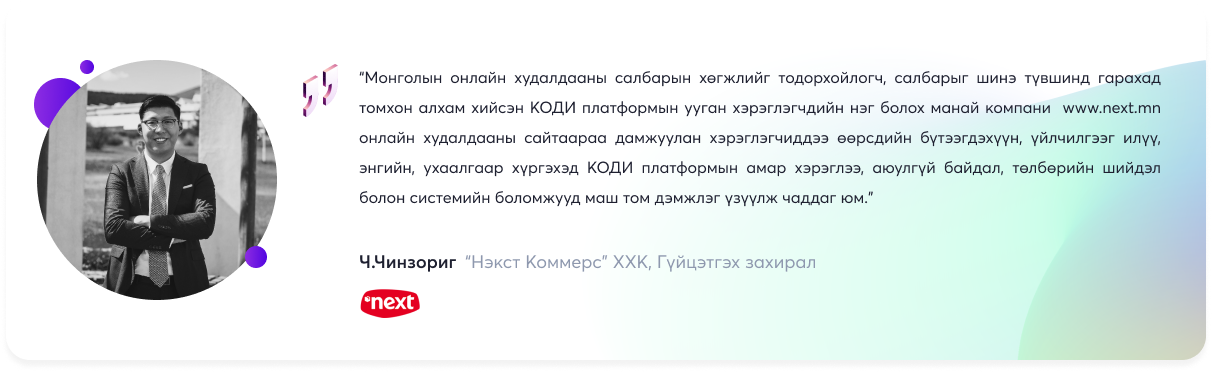 “Монголын онлайн худалдааны салбарын хөгжлийг тодорхойлогч, салбарыг шинэ түвшинд гарахад
томхон алхам хийсэн КОДИ платформын ууган хэрэглэгчдийн нэг болох манай компани www.next.mn
онлайн худалдааны сайтаараа дамжуулан хэрэглэгчиддээ өөрсдийн бүтээгдэхүүн, үйлчилгээг илүү,
энгийн, ухаалгаар хүргэхэд КОДИ платформын амар хэрэглээ, аюулгүй байдал, төлбөрийн шийдэл
болон системийн боломжууд маш том дэмжлэг үзүүлж чаддаг юм.”
Ч.Чинзориг “Нэкст Коммерс” ХХК, Гүйцэтгэх захирал
next